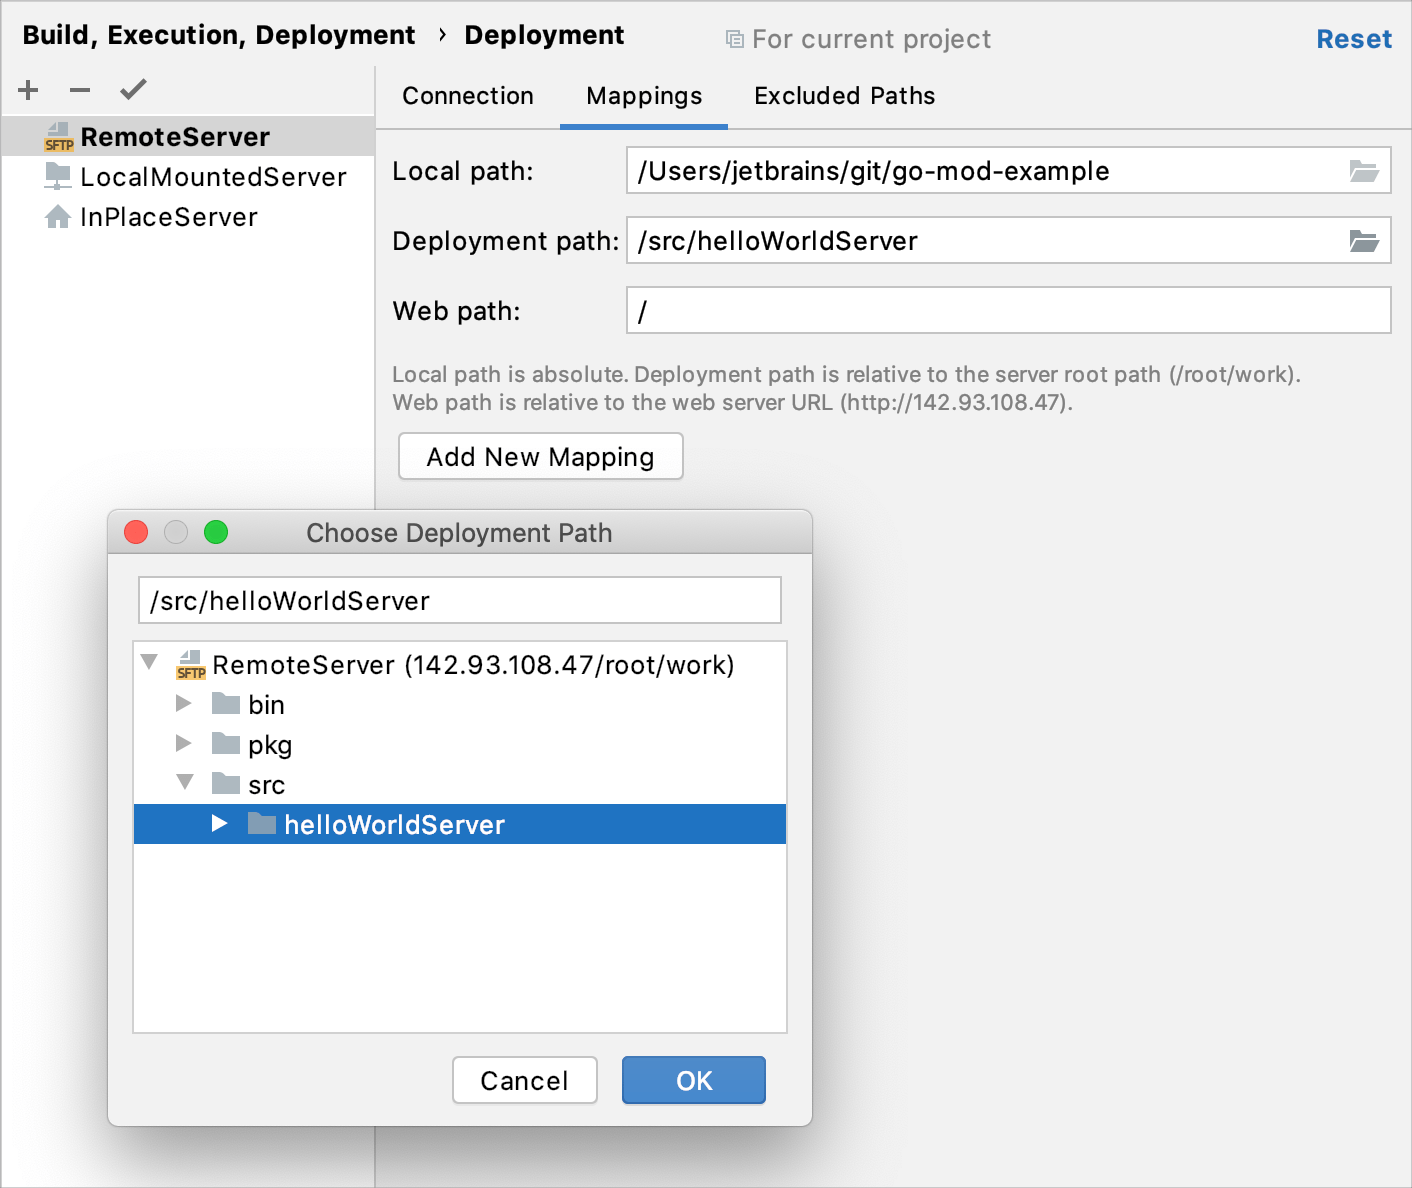 Build, Execution, Deployment › Deployment
For current project
Reset
Connection
Mappings
Excluded Paths
SFTP RemoteServer
LocalMountedServer
InPlaceServer
Local path: /Users/jetbrains/git/go-mod-example
Deployment path: /src/helloWorldServer
Web path: /
Local path is absolute. Deployment path is relative to the server root path (/root/work).
Web path is relative to the web server URL (http://142.93.108.47).
Add New Mapping
Choose Deployment Path
/src/helloWorldServer
SFTP RemoteServer (142.93.108.47/root/work)
bin
pkg
src
helloWorldServer
Cancel
OK